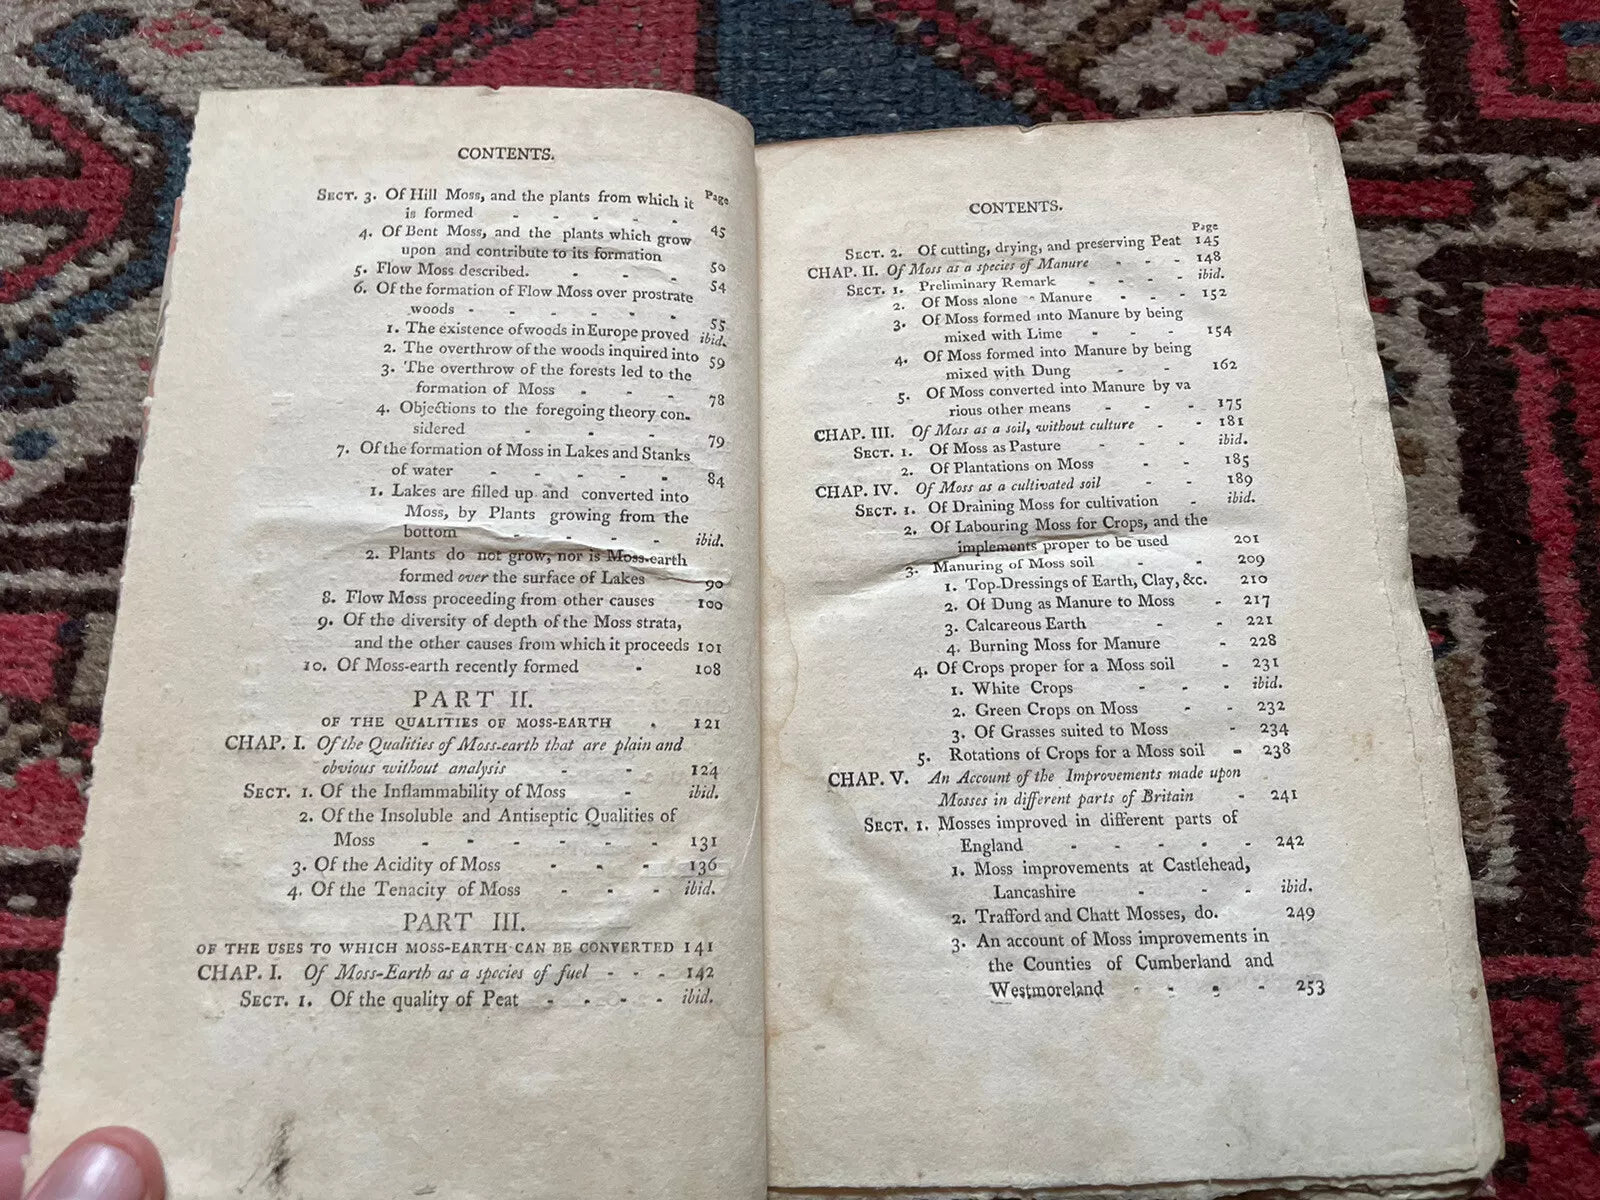 CONTENTS.
Page
SECT. 3. Of Hill Moss, and the plants from which it
is formed - - - - - 45
4. Of Bent Moss, and the plants which grow
upon and contribute to its formation 50
5. Flow Moss described. - - - 54
6. Of the formation of Flow Moss over prostrate
woods - - - - - - 55
1. The existence of woods in Europe proved ibid.
2. The overthrow of the woods inquired into 59
3. The overthrow of the forests led to the
formation of Moss - - - 78
4. Objections to the foregoing theory con-
sidered - - - 79
7. Of the formation of Moss in Lakes and Stanks
of water - - - - - 84
1. Lakes are filled up and converted into
Moss, by Plants growing from the
bottom - - - - ibid.
2. Plants do not grow, nor is Moss-earth
formed over the surface of Lakes 90
8. Flow Moss proceeding from other causes 100
9. Of the diversity of depth of the Moss strata,
and the other causes from which it proceeds 101
10. Of Moss-earth recently formed - 108
PART II.
OF THE QUALITIES OF MOSS-EARTH . 121
CHAP. I. Of the Qualities of Moss-earth that are plain and
obvious without analysis - - 124
SECT. 1. Of the Inflammability of Moss - ibid.
2. Of the Insoluble and Antiseptic Qualities of
Moss - - - - - - 131
3. Of the Acidity of Moss - - - 136
4. Of the Tenacity of Moss - - - ibid.
PART III.
OF THE USES TO WHICH MOSS-EARTH CAN BE CONVERTED 141
CHAP. I. Of Moss-Earth as a species of fuel - - - 142
SECT. 1. Of the quality of Peat - - - - ibid.
CONTENTS.
Page
SECT. 2. Of cutting, drying, and preserving Peat 145
CHAP. II. Of Moss as a species of Manure - - - 148
SECT. 1. Preliminary Remark - - - - ibid.
2. Of Moss alone - Manure - - - 152
3. Of Moss formed into Manure by being
mixed with Lime - - - 154
4. Of Moss formed into Manure by being
mixed with Dung - - 162
5. Of Moss converted into Manure by va
rious other means - - - 175
CHAP. III. Of Moss as a soil, without culture - - 181
SECT. 1. Of Moss as Pasture - - - ibid.
2. Of Plantations on Moss - - 185
CHAP. IV. Of Moss as a cultivated soil - - 189
SECT. 1. Of Draining Moss for cultivation - ibid.
2. Of Labouring Moss for Crops, and the
implements proper to be used 201
3. Manuring of Moss soil - - 209
1. Top-Dressings of Earth, Clay, &c. 210
2. Of Dung as Manure to Moss - 217
3. Calcareous Earth - - 221
4. Burning Moss for Manure - 228
4. Of Crops proper for a Moss soil - 231
1. White Crops - - - ibid.
2. Green Crops on Moss - - 232
3. Of Grasses suited to Moss - 234
5. Rotations of Crops for a Moss soil - 238
CHAP. V. An Account of the Improvements made upon
Mosses in different parts of Britain - 241
SECT. 1. Mosses improved in different parts of
England - - - - - 242
1. Moss improvements at Castlehead,
Lancashire - - - ibid.
2. Trafford and Chatt Mosses, do. - 249
3. An account of Moss improvements in
the Counties of Cumberland and
Westmoreland - - - - 253